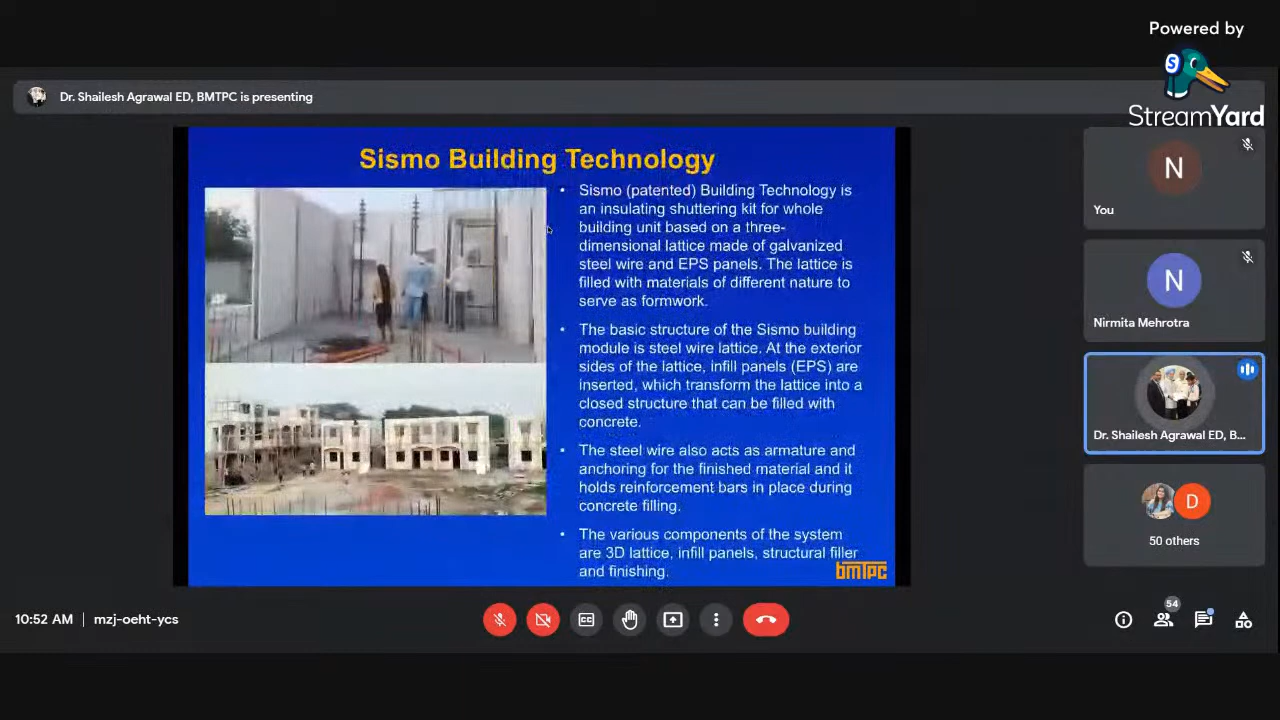 Powered by
S
StreamYard
Dr. Shailesh Agrawal ED, BMTPC is presenting
Sismo Building Technology
• Sismo (patented) Building Technology is
an insulating shuttering kit for whole
building unit based on a three-
dimensional lattice made of galvanized
steel wire and EPS panels. The lattice is
filled with materials of different nature to
serve as formwork.
• The basic structure of the Sismo building
module is steel wire lattice. At the exterior
sides of the lattice, infill panels (EPS) are
inserted, which transform the lattice into a
closed structure that can be filled with
concrete.
• The steel wire also acts as armature and
anchoring for the finished material and it
holds reinforcement bars in place during
concrete filling.
• The various components of the system
are 3D lattice, infill panels, structural filler
and finishing.
bmTPC
N
You
N
Nirmita Mehrotra
Dr. Shailesh Agrawal ED, B...
D
50 others
10:52 AM | mzj-oeht-ycs
CC
54